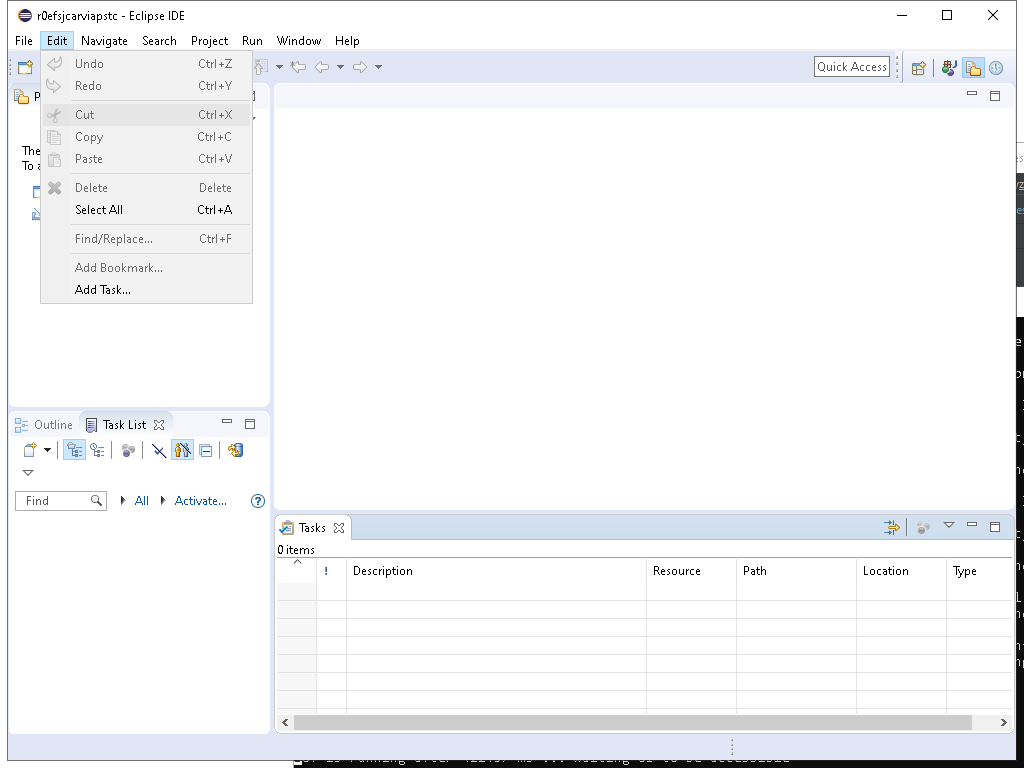 r0efsjcarviapstc - Eclipse IDE
File Edit Navigate Search Project Run Window Help
Quick Access
Undo Ctrl+Z
Redo Ctrl+Y
Cut Ctrl+X
Copy Ctrl+C
Paste Ctrl+V
Delete Delete
Select All Ctrl+A
Find/Replace... Ctrl+F
Add Bookmark...
Add Task...
The
To
Outline Task List
Find All Activate...
Tasks
0 items
! Description Resource Path Location Type